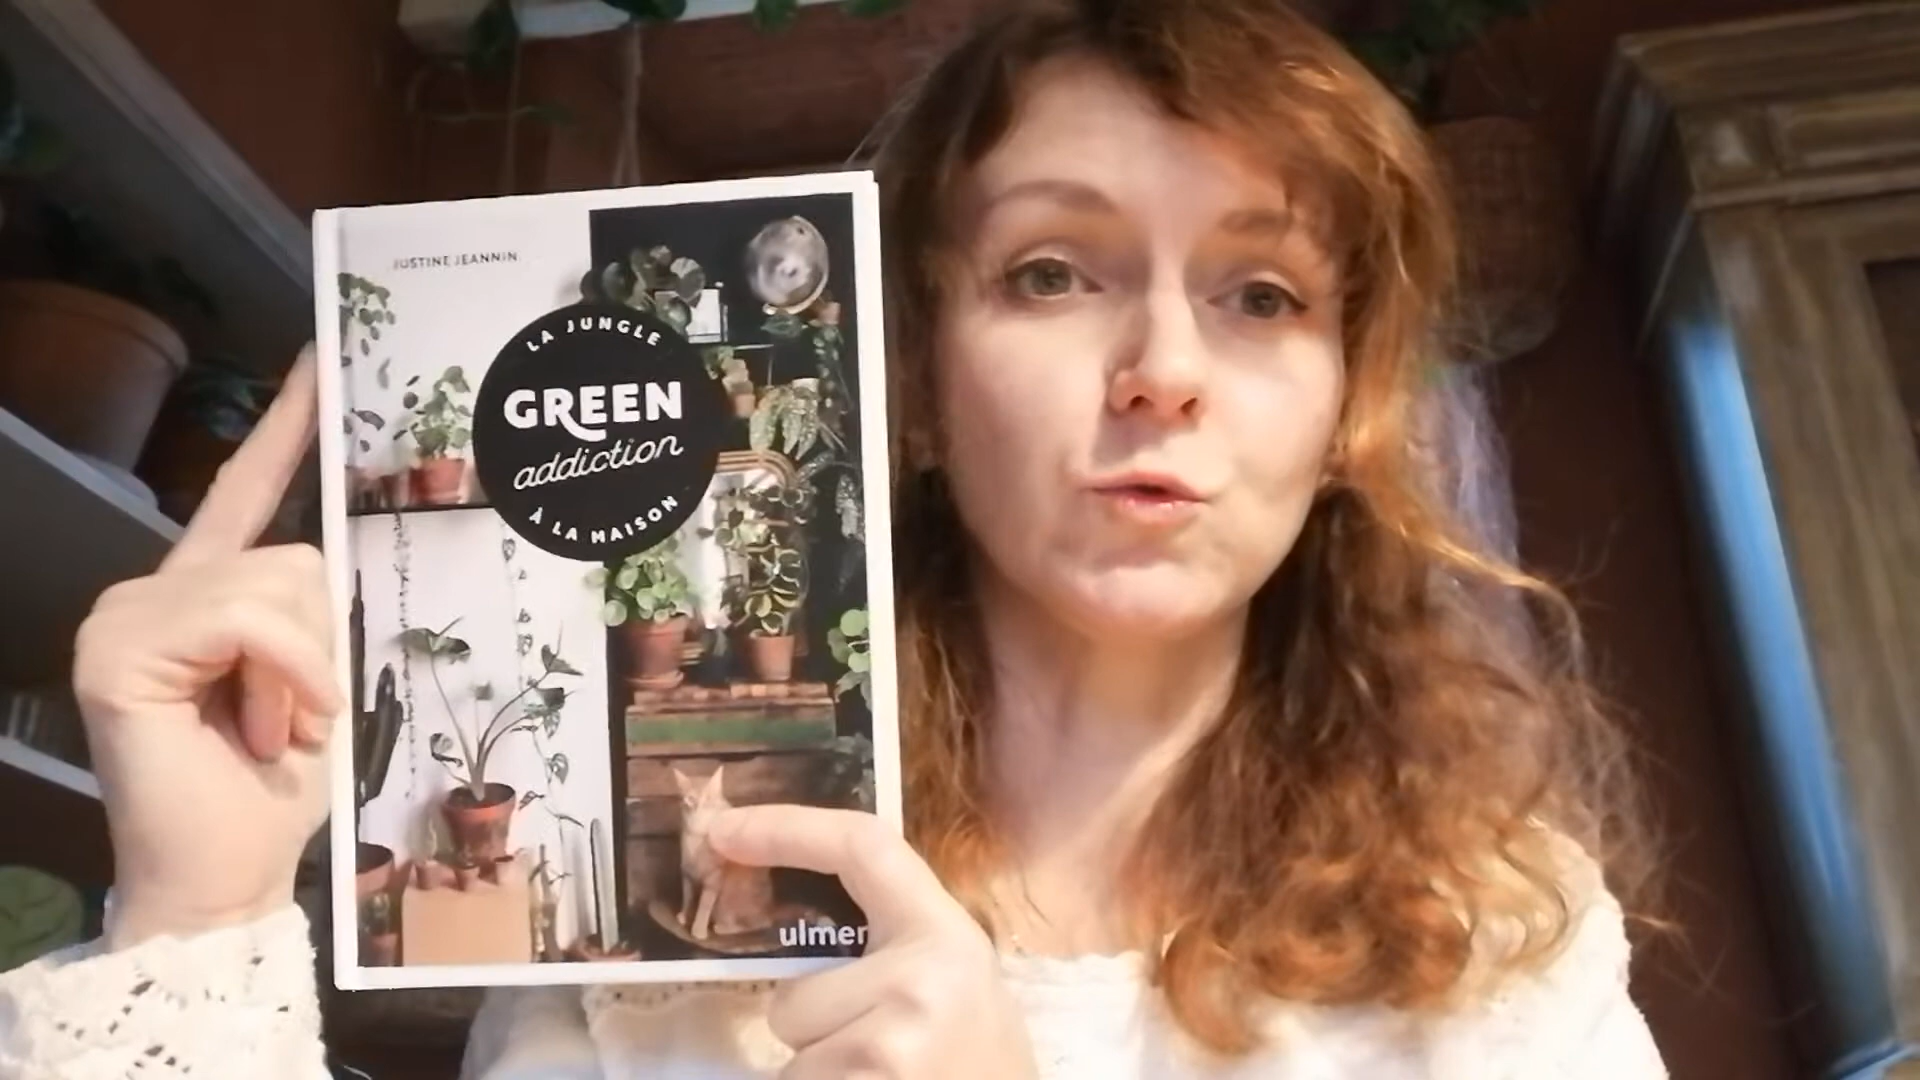 JUSTINE JEANNIN
LA JUNGLE
GREEN
addiction
À LA MAISON
ulmer